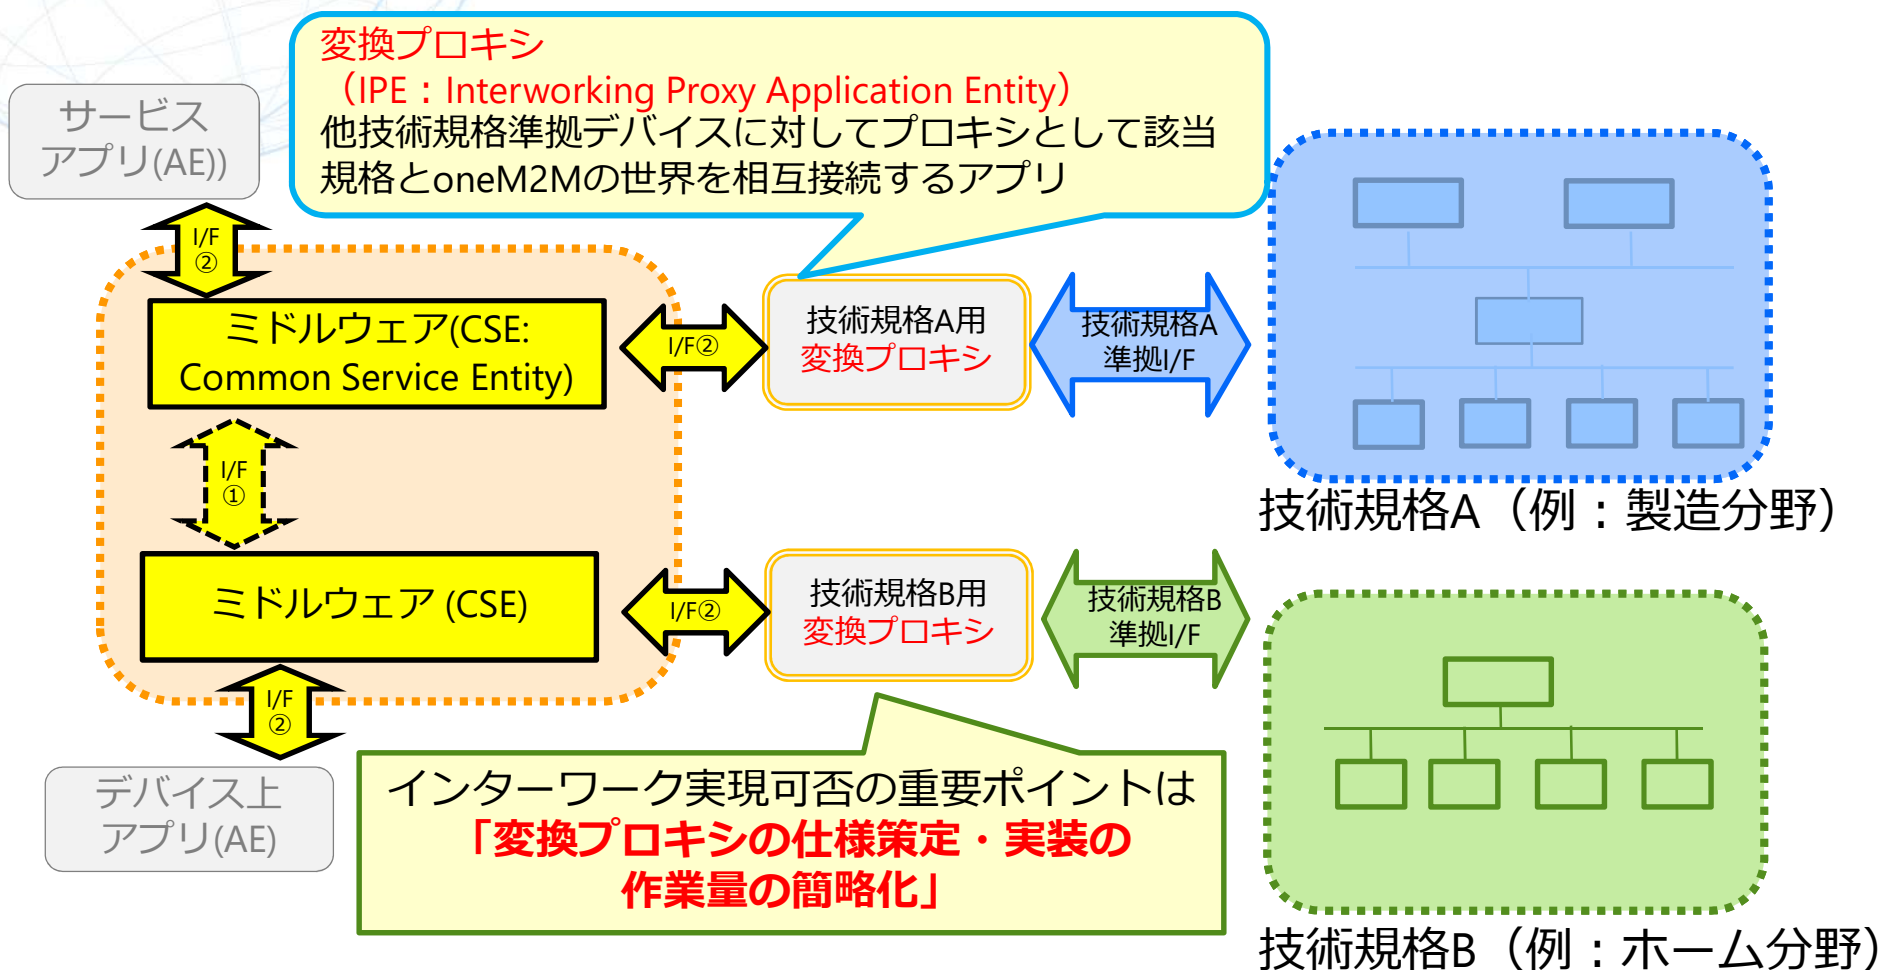 変換プロキシ
（IPE：Interworking Proxy Application Entity）
他技術規格準拠デバイスに対してプロキシとして該当
規格とoneM2Mの世界を相互接続するアプリ
サービス
アプリ(AE))
I/F
②
ミドルウェア(CSE:
Common Service Entity)
I/F②
技術規格A用
変換プロキシ
技術規格A
準拠I/F
I/F
①
技術規格A（例：製造分野）
ミドルウェア (CSE)
I/F②
技術規格B用
変換プロキシ
技術規格B
準拠I/F
I/F
②
デバイス上
アプリ(AE)
インターワーク実現可否の重要ポイントは
「変換プロキシの仕様策定・実装の
作業量の簡略化」
技術規格B（例：ホーム分野）